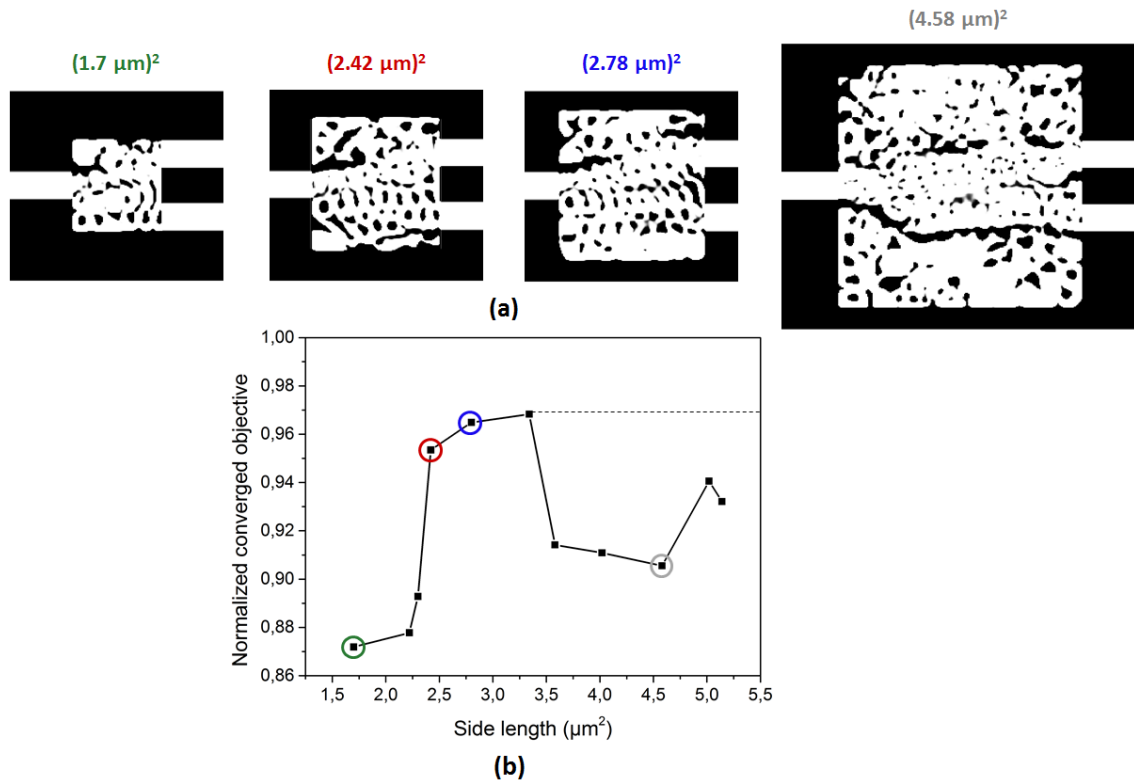 (4.58 µm)²
(1.7 µm)²
(2.42 µm)²
(2.78 µm)²
(a)
1,00
0,98
0,96
0,94
0,92
0,90
0,88
0,86
Normalized converged objective
1,5
2,0
2,5
3,0
3,5
4,0
4,5
5,0
5,5
Side length (µm²)
(b)